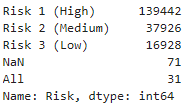 Risk 1 (High)      139442
Risk 2 (Medium)     37926
Risk 3 (Low)        16928
NaN                    71
All                    31
Name: Risk, dtype: int64